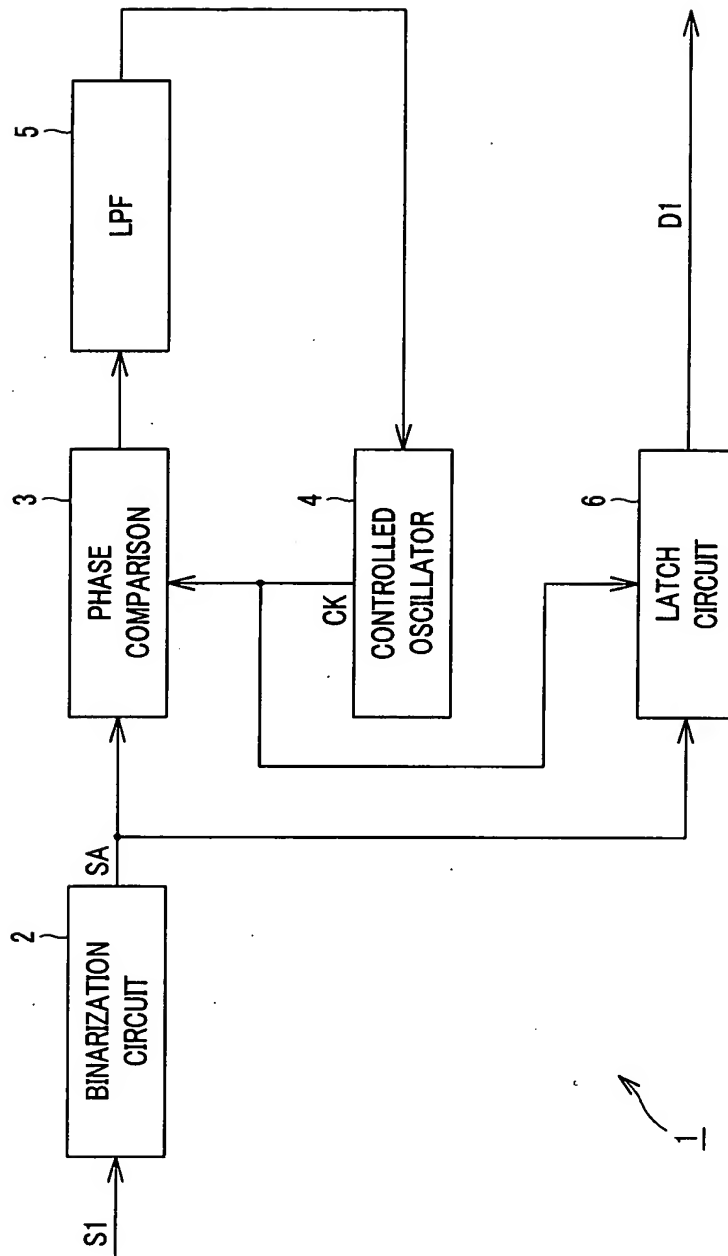 S1
2
BINARIZATION
CIRCUIT
SA
3
PHASE
COMPARISON
5
LPF
CK
4
CONTROLLED
OSCILLATOR
6
LATCH
CIRCUIT
D1
1